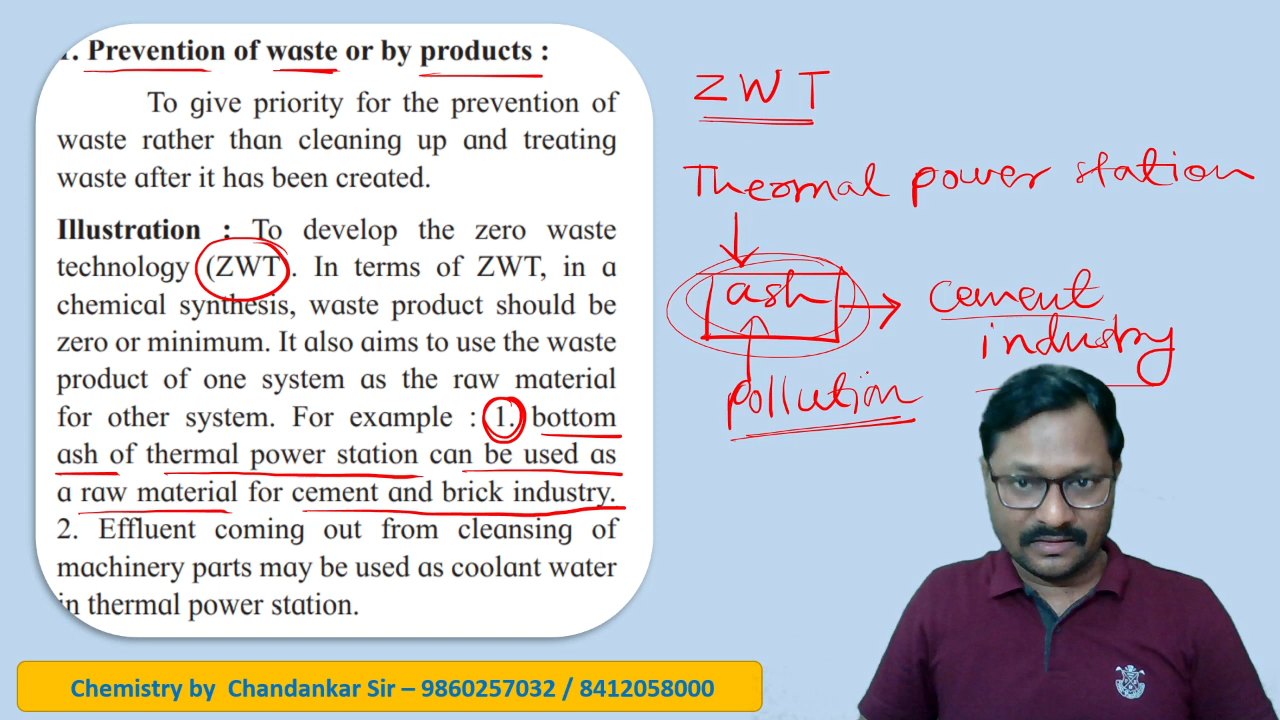 1. Prevention of waste or by products :
To give priority for the prevention of
waste rather than cleaning up and treating
waste after it has been created.
Illustration : To develop the zero waste
technology (ZWT) . In terms of ZWT, in a
chemical synthesis, waste product should be
zero or minimum. It also aims to use the waste
product of one system as the raw material
for other system. For example : 1. bottom
ash of thermal power station can be used as
a raw material for cement and brick industry.
2. Effluent coming out from cleansing of
machinery parts may be used as coolant water
in thermal power station.
ZWT
Thermal power station
ash
cement
industry
pollution
Chemistry by Chandankar Sir – 9860257032 / 8412058000